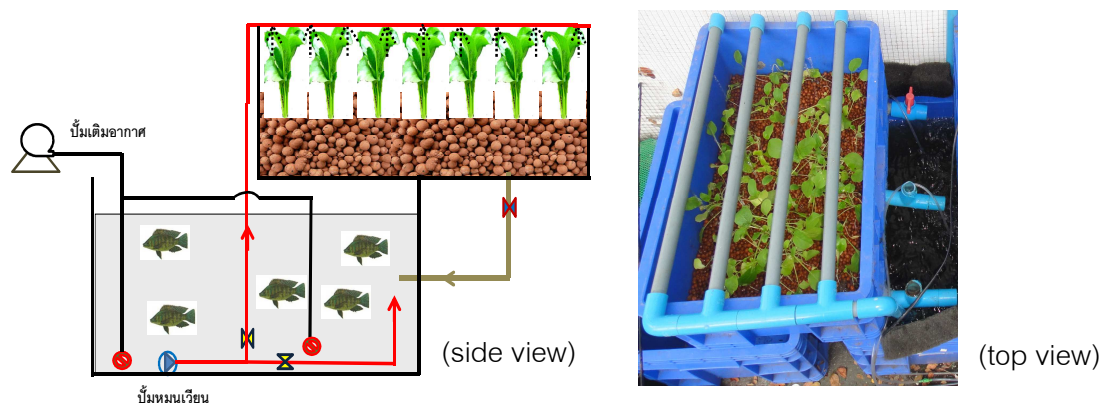 ปั๊มเติมอากาศ
(side view)
(top view)
ปั๊มหมุนเวียน